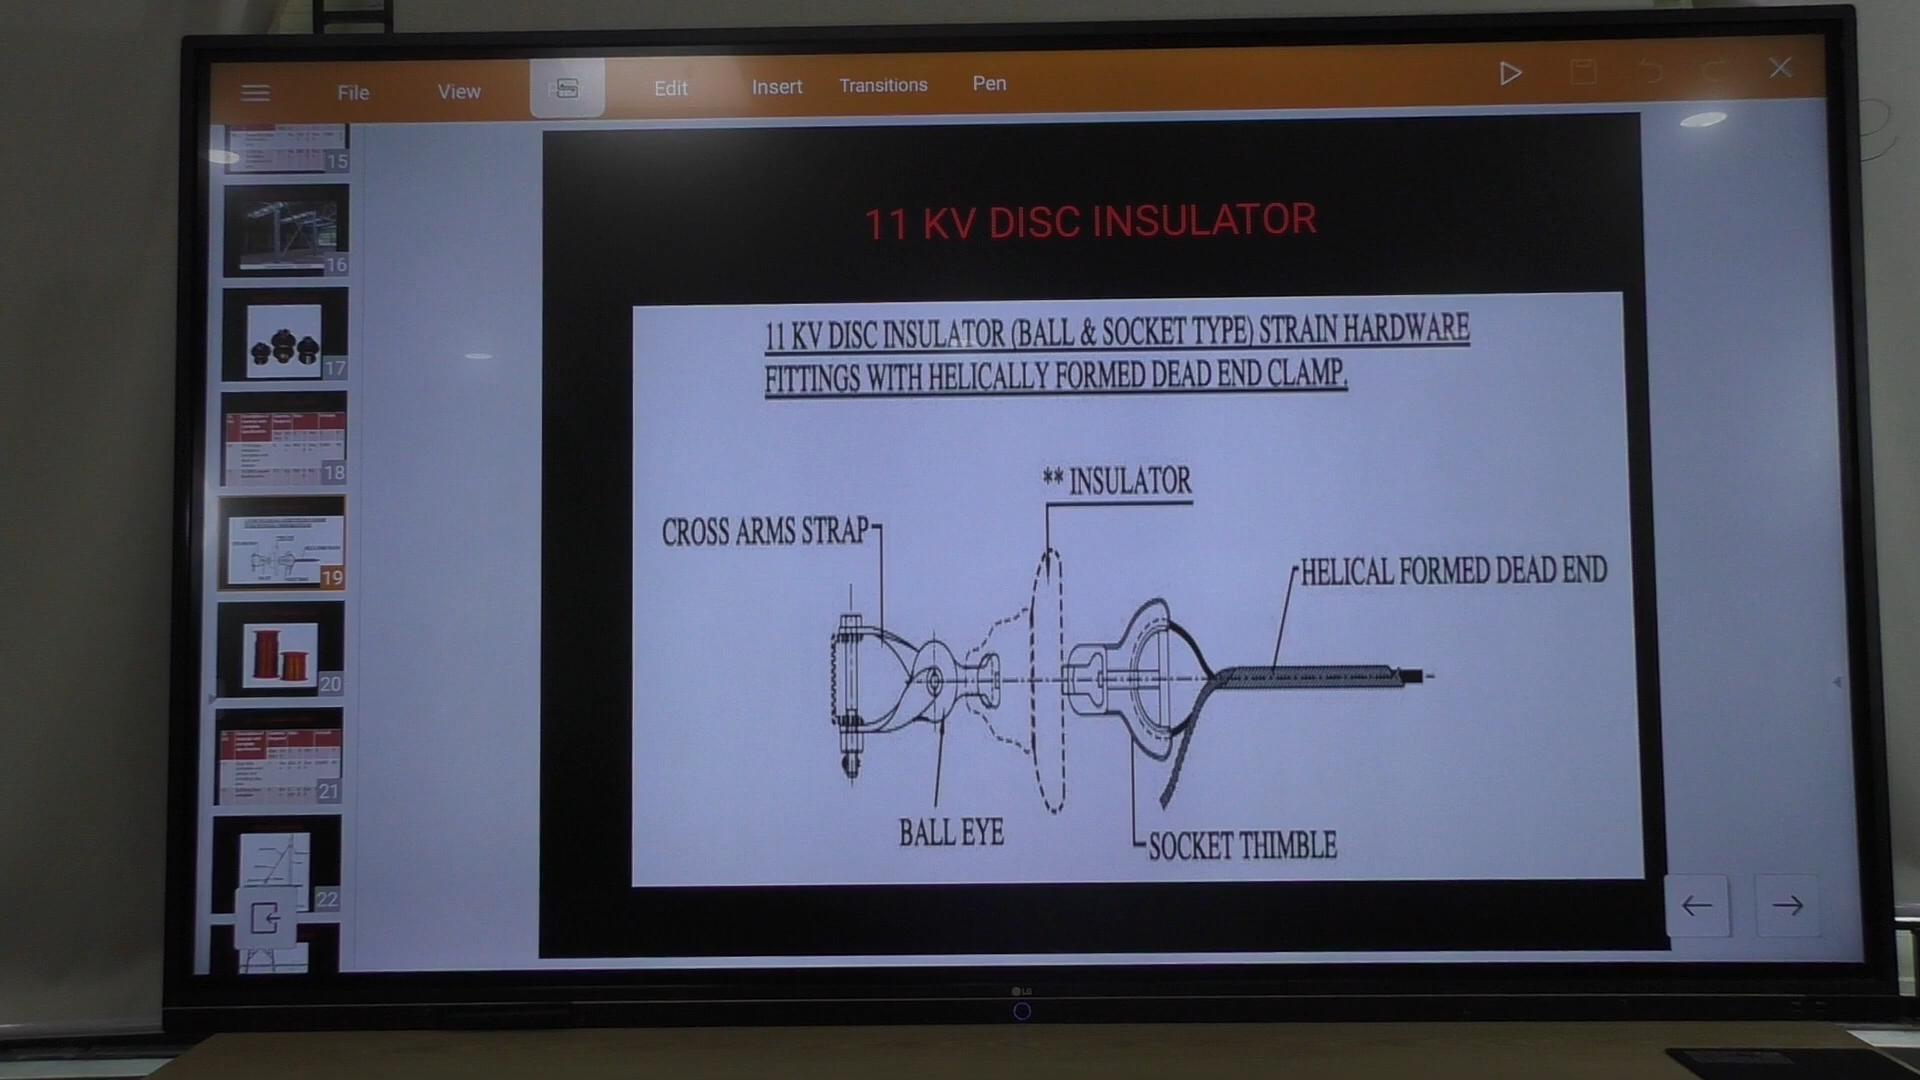 File View Edit Insert Transitions Pen
15
16
17
18
19
20
21
22
11 KV DISC INSULATOR
11 KV DISC INSULATOR (BALL & SOCKET TYPE) STRAIN HARDWARE
FITTINGS WITH HELICALLY FORMED DEAD END CLAMP.
** INSULATOR
CROSS ARMS STRAP
HELICAL FORMED DEAD END
BALL EYE
SOCKET THIMBLE
LG